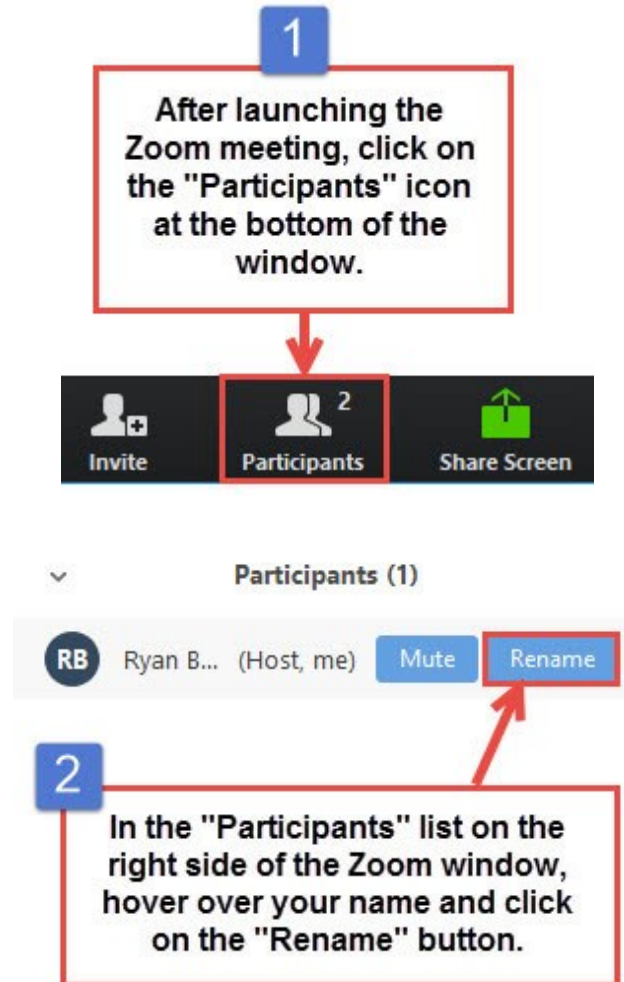 1
After launching the
Zoom meeting, click on
the "Participants" icon
at the bottom of the
window.
2
Invite
Participants
Share Screen
Participants (1)
RB Ryan B... (Host, me) Mute Rename
2
In the "Participants" list on the
right side of the Zoom window,
hover over your name and click
on the "Rename" button.